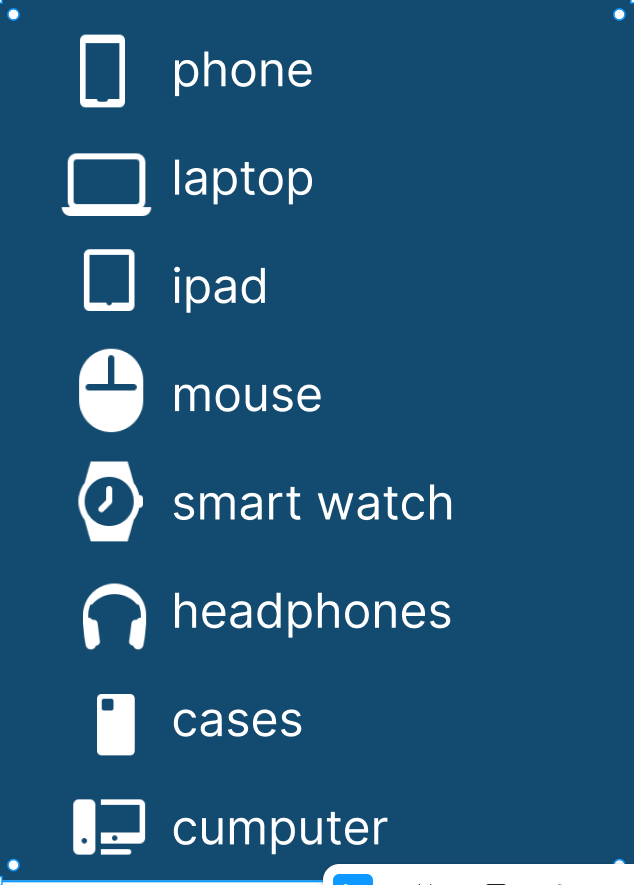 phone
laptop
ipad
mouse
smart watch
headphones
cases
cumputer